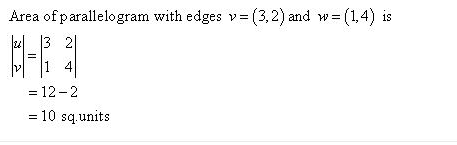 Area of parallelogram with edges v = (3,2) and w = (1,4) is
|u| = |3 2|
|v| |1 4|
= 12 − 2
= 10 sq.units